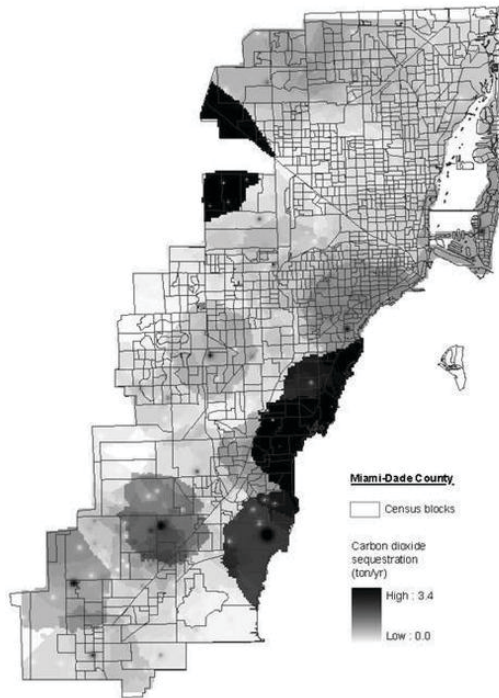 Miami-Dade County
Census blocks
Carbon dioxide
sequestration
(ton/yr)
High : 3.4
Low : 0.0